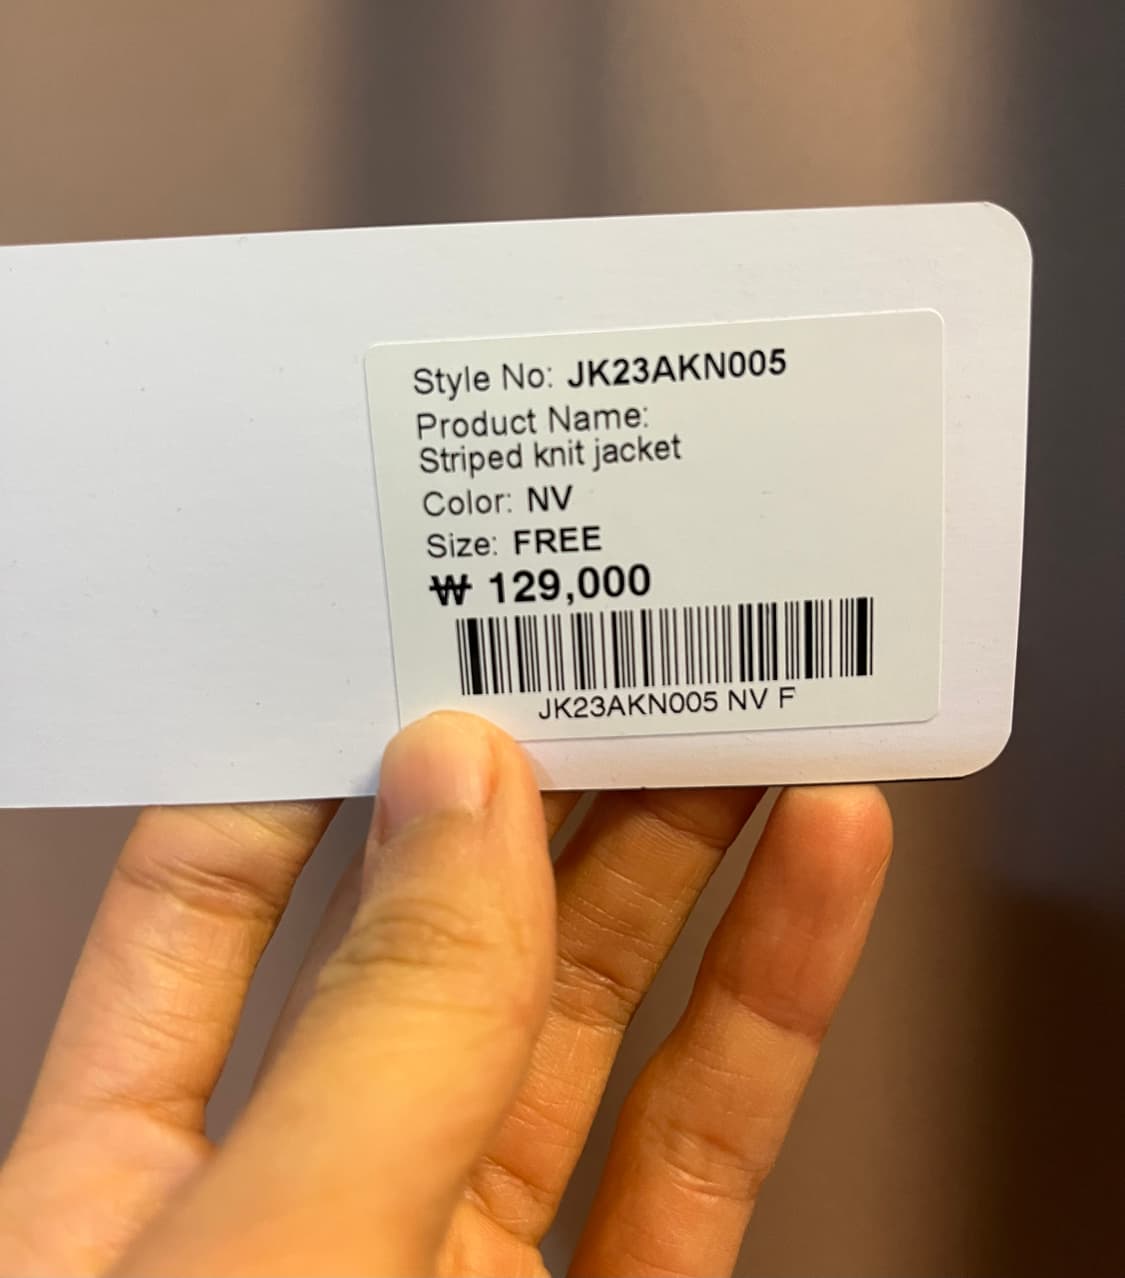 Style No: JK23AKN005
Product Name:
Striped knit jacket
Color: NV
Size: FREE
₩ 129,000
JK23AKN005 NV F